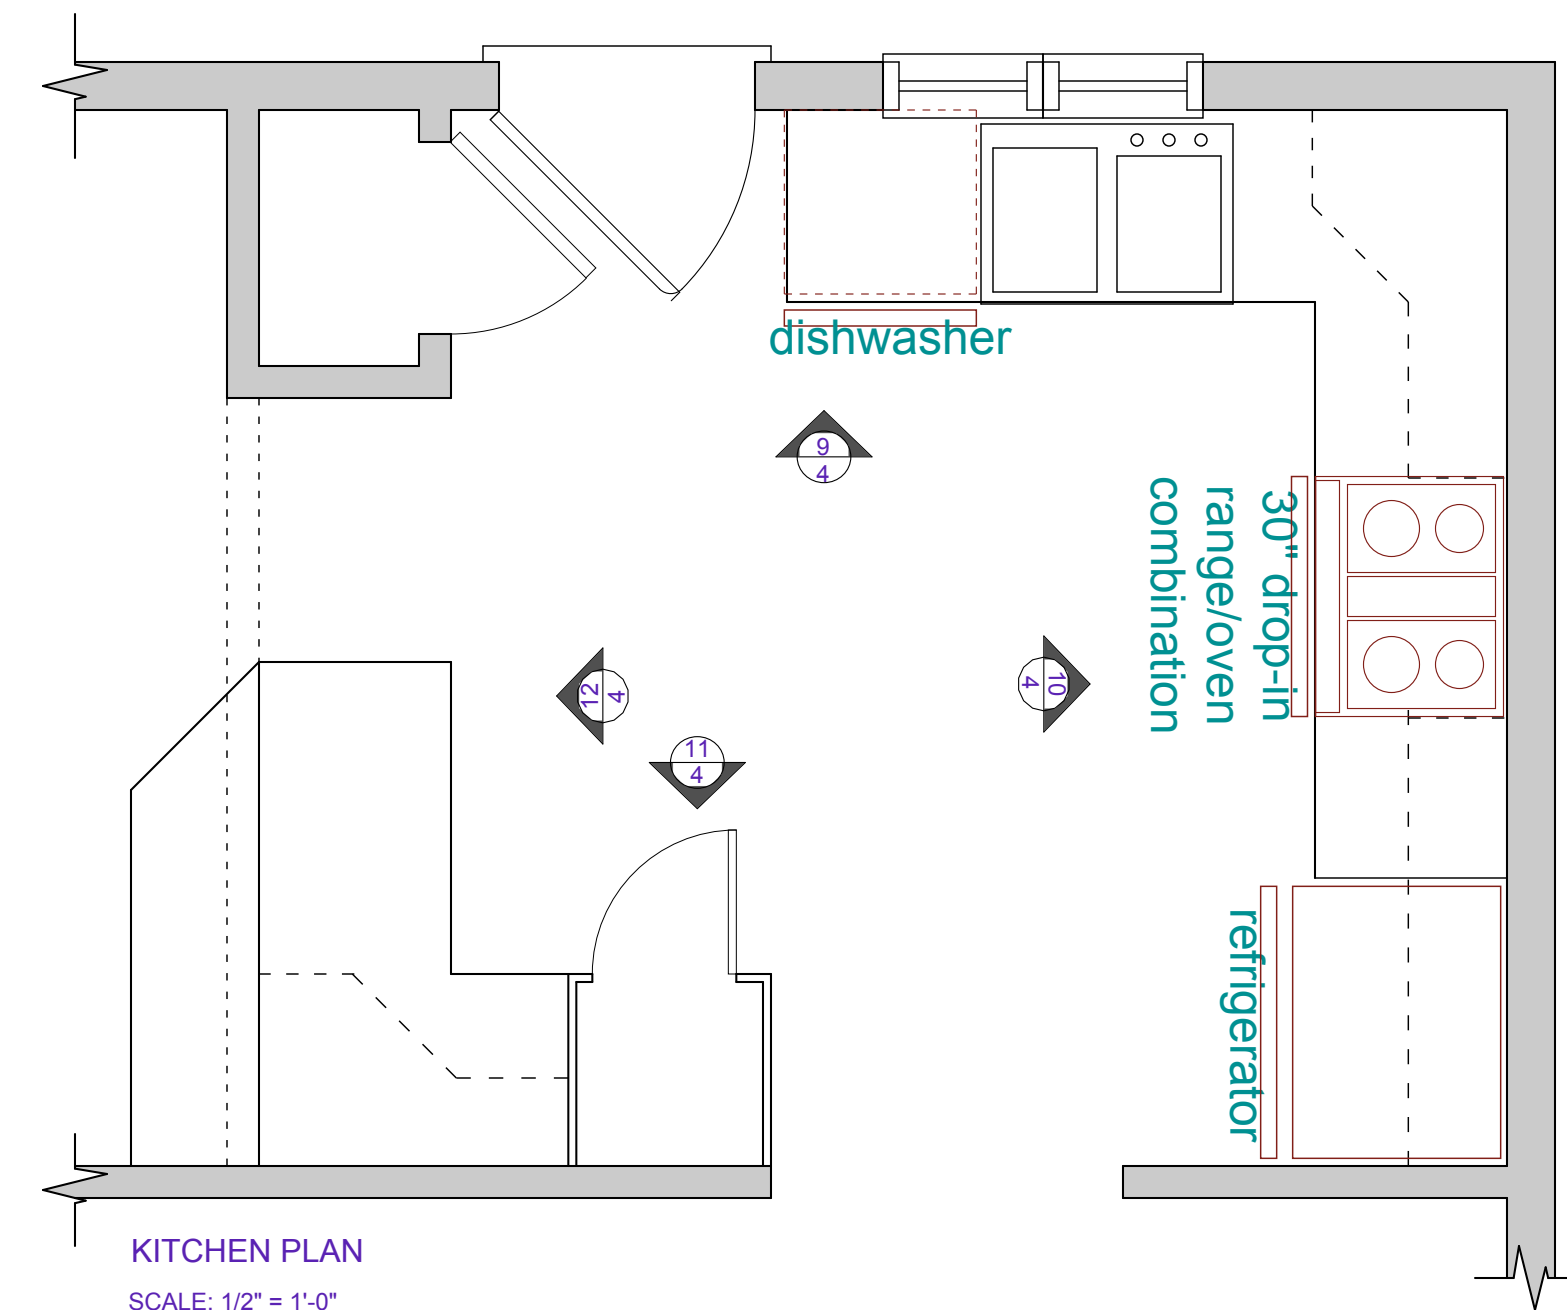 dishwasher
9
4
30" drop-in
range/oven
combination
12
4
10
4
11
4
refrigerator
KITCHEN PLAN
SCALE: 1/2" = 1'-0"